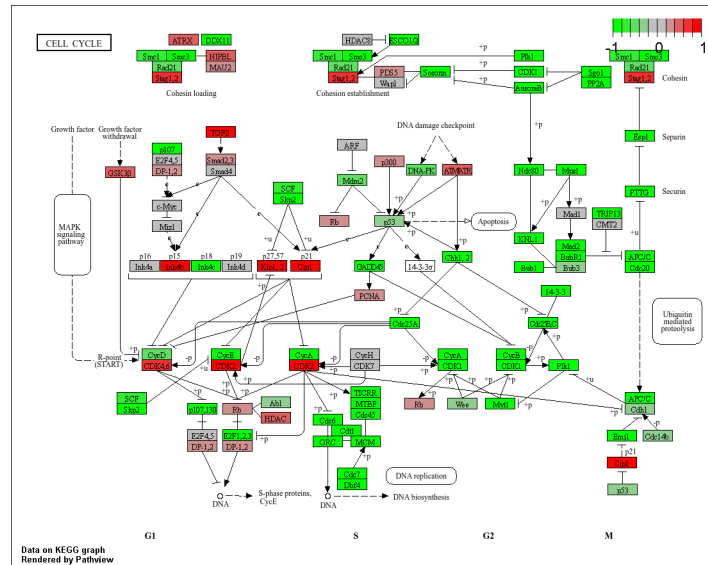 CELL CYCLE
ATRX
DDX11
Smc1 Smc3
NIPBL
Rad21
MAU2
Stag1,2
Cohesin loading
HDAC8
ESCO1/2
+p
Smc1 Smc3
Rad21
Stag1,2
PDS5
Wapl
Sororin
Cohesion establishment
Plk1
CDK1
AuroraB
Sgo1
PP2A
Smc1 Smc3
Rad21
Stag1,2
Cohesin
-1 0 1
Growth factor
Growth factor
withdrawal
GSK3β
p107
E2F4,5
DP-1,2
TGFβ
Smad2,3
Smad4
c-Myc
Miz1
SCF
Skp2
ARF
Mdm2
p300
Rb
DNA damage checkpoint
DNA-PK
ATM/ATR
p53
Apoptosis
Ndc80
Mps1
KNL1
Bub1
Mad1
Mad2
BubR1
Bub3
TRIP13
CMT2
Espl
Separin
PTTG
Securin
APC/C
Cdc20
MAPK
signaling
pathway
p16 p15 p18 p19
Ink4a Ink4b Ink4c Ink4d
p27,57
Kip1, 2
p21
Cip1
GADD45
14-3-3σ
Chk1, 2
PCNA
14-3-3
Cdc25A
Cdc25B,C
Ubiquitin
mediated
proteolysis
R-point
(START)
CycD
CDK4,6
CycE
CDK2
CycA
CDK2
CycH
CDK7
CycA
CDK1
CycB
CDK1
Plk1
SCF
Skp2
p107,130
E2F4,5
DP-1,2
Rb
Abl
HDAC
E2F1,2,3
DP-1,2
TICRR
MTBP
Cdc45
Cdc6
Cdt1
ORC
MCM
Cdc7
Dbf4
Rb
Wee
Myt1
APC/C
Cdh1
Emi1
Cdc14b
p21
Cip1
p53
DNA
S-phase proteins,
CycE
DNA
DNA biosynthesis
DNA replication
G1 S G2 M
Data on KEGG graph
Rendered by Pathview